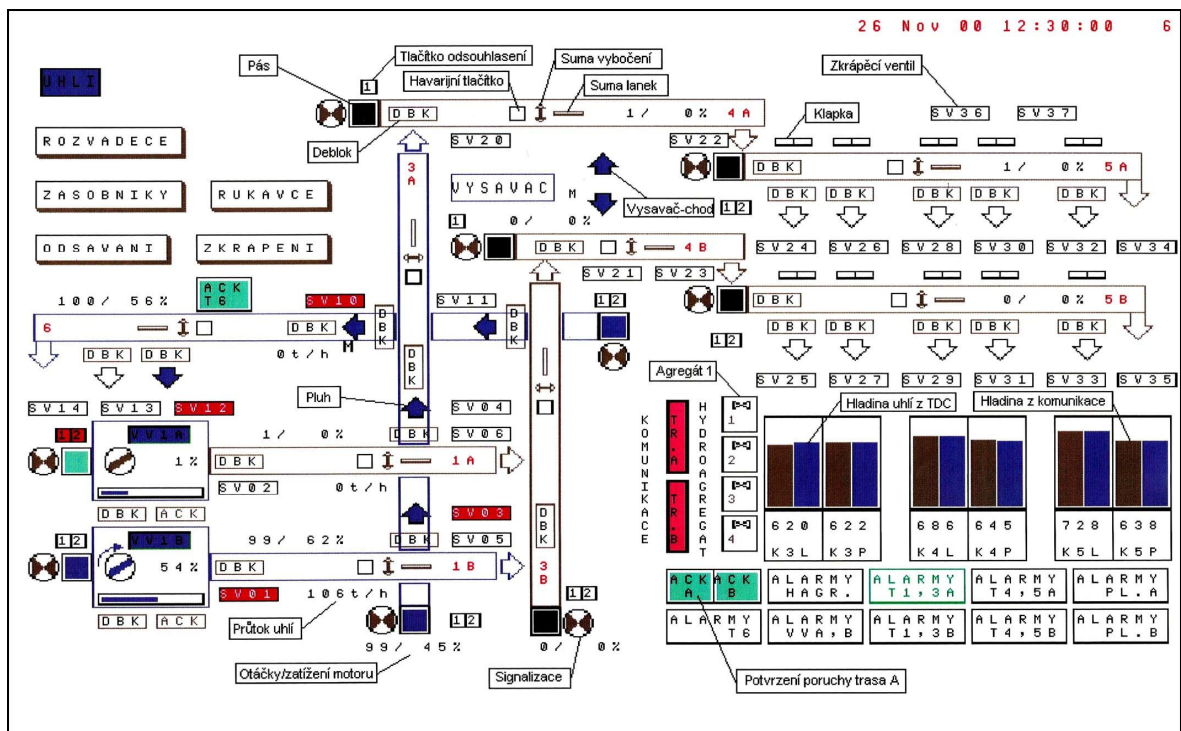 26 Nov 00 12:30:00 6
Tlačítko odsouhlasení
Suma vybočení
Pás
Havarijní tlačítko
Zkrápěcí ventil
UHLI
1
Suma lanek
DBK
1/ 0% 4A
SV36
SV37
Klapka
ROZVADECE
Deblok
SV20
SV22
3A
DBK
1/ 0% 5A
ZASOBNIKY
RUKAVCE
VYSAVAC
M
Vysavač-chod
12
DBK DBK DBK DBK DBK
1
0/ 0%
ODSAVANI
ZKRAPENI
DBK
4B
SV24 SV26 SV28 SV30 SV32 SV34
SV21
SV23
ACK
T6
100/ 56%
SV10
SV11
12
DBK
0/ 0% 5B
6
DBK
DBK
DBK
M
12
DBK DBK DBK DBK DBK
DBK DBK
0t/h
DBK
Agregát 1
SV25 SV27 SV29 SV31 SV33 SV35
Pluh
SV14 SV13 SV12
SV04
KOMUNIKACE
TR.A
TR.B
HYDROAGREGAT
1
2
3
4
Hladina uhlí z TDC
Hladina z komunikace
12
VV1A
1/ 0%
DBK
SV06
1%
DBK
1A
SV02
0t/h
DBK ACK
SV03
12
VV1B
99/ 62%
DBK
SV05
DBK
54%
DBK
1B
3B
620 622 686 645 728 638
K3L K3P K4L K4P K5L K5P
SV01
106t/h
DBK ACK
Průtok uhlí
12
12
99/ 45%
0/ 0%
ACK A
ACK B
ALARMY HAGR.
ALARMY T1,3A
ALARMY T4,5A
ALARMY PL.A
ALARMY T6
ALARMY VVA,B
ALARMY T1,3B
ALARMY T4,5B
ALARMY PL.B
Otáčky/zatížení motoru
Signalizace
Potvrzení poruchy trasa A